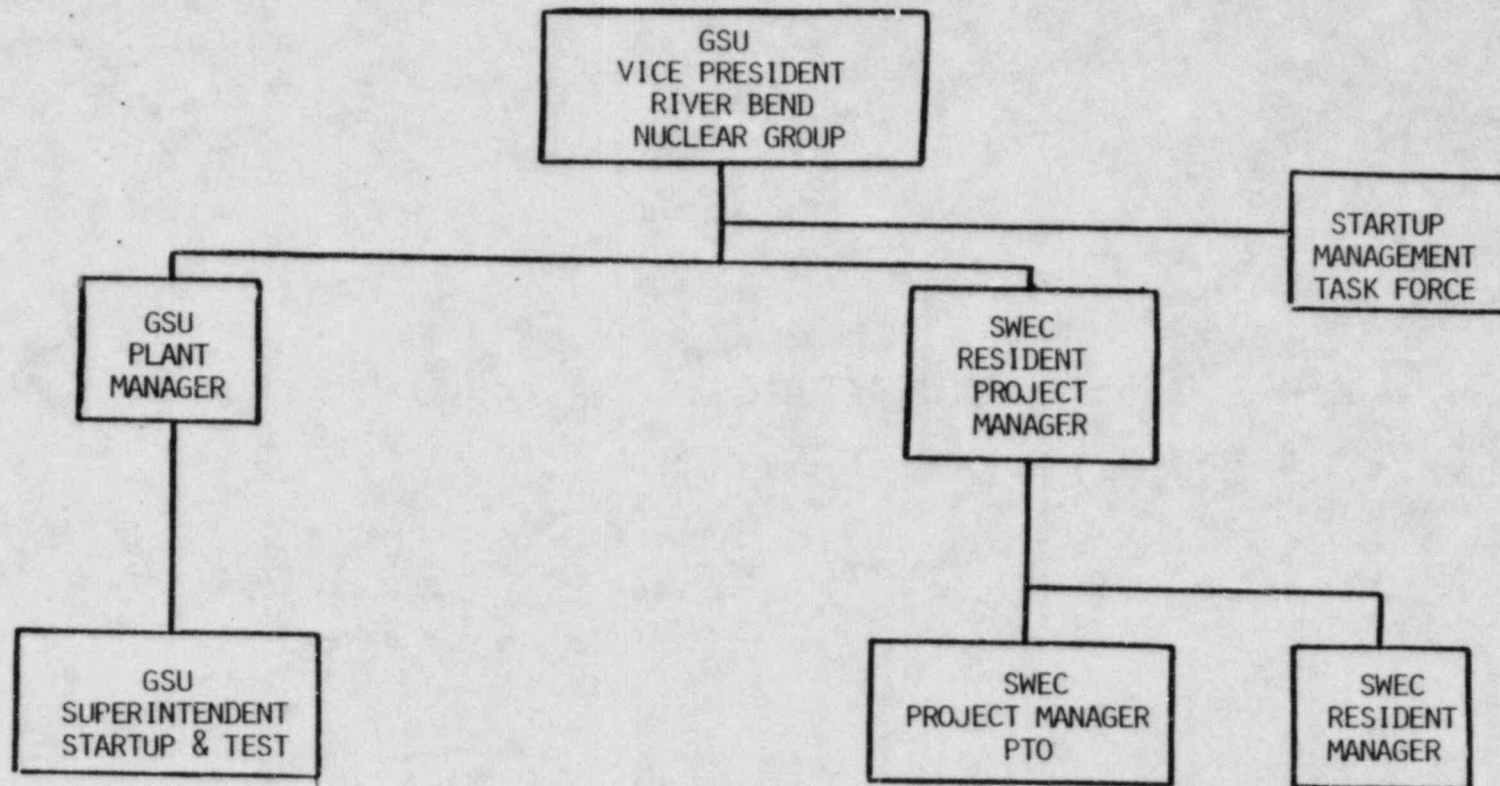 GSU
VICE PRESIDENT
RIVER BEND
NUCLEAR GROUP
STARTUP
MANAGEMENT
TASK FORCE
GSU
PLANT
MANAGER
SWEC
RESIDENT
PROJECT
MANAGER
GSU
SUPERINTENDENT
STARTUP & TEST
SWEC
PROJECT MANAGER
PTO
SWEC
RESIDENT
MANAGER